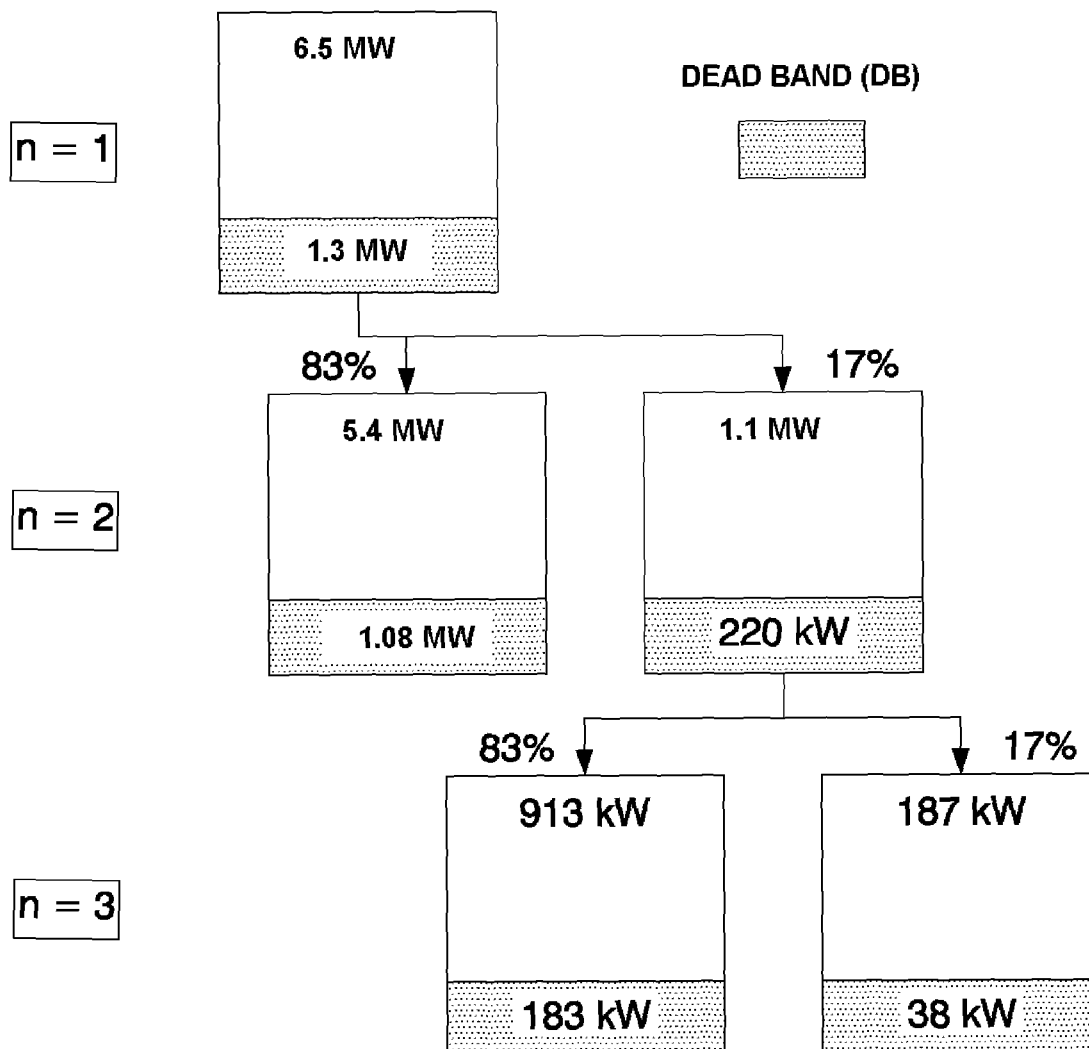 6.5 MW
DEAD BAND (DB)
n = 1
1.3 MW
83%
17%
5.4 MW
1.1 MW
n = 2
1.08 MW
220 kW
83%
17%
913 kW
187 kW
n = 3
183 kW
38 kW